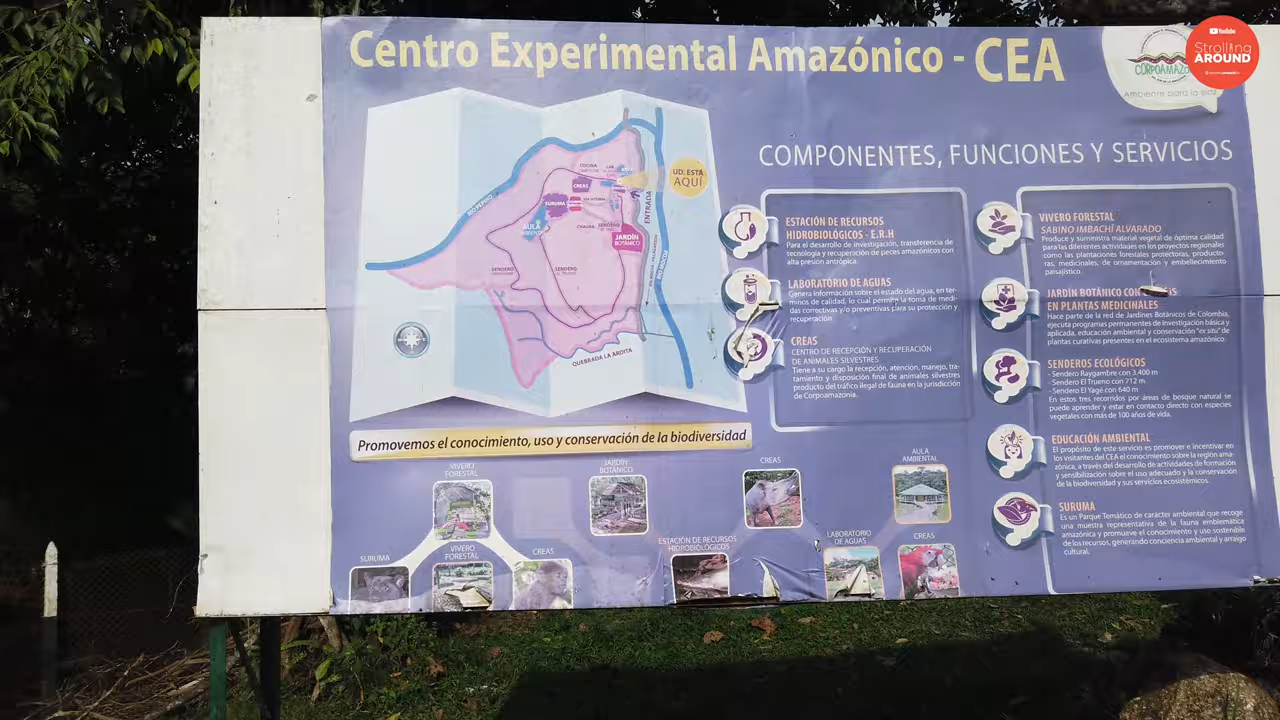 Centro Experimental Amazónico - CEA
YouTube
Strolling
AROUND
Ambiente para la paz
COMPONENTES, FUNCIONES Y SERVICIOS
UD. ESTÁ
AQUÍ
RÍO PEPINO
COCINA
LAB.
CREAS
SURUMA
AULA
AMBIENTAL
CHAGRA
JARDÍN
BOTÁNICO
ENTRADA
SENDERO
SENDERO
QUEBRADA LA ARDITA
ESTACIÓN DE RECURSOS
HIDROBIOLÓGICOS - E.R.H
Para el desarrollo de investigación, transferencia de
tecnología y recuperación de peces amazónicos con
alta presión antrópica.
LABORATORIO DE AGUAS
Genera información sobre el estado del agua, en tér-
minos de calidad, lo cual permite la toma de medi-
das correctivas y/o preventivas para su protección y
recuperación.
CREAS
CENTRO DE RECEPCIÓN Y RECUPERACIÓN
DE ANIMALES SILVESTRES
Tiene a su cargo la recepción, atención, manejo, tra-
tamiento y disposición final de animales silvestres
producto del tráfico ilegal de fauna en la jurisdicción
de Corpoamazonia.
VIVERO FORESTAL
SABINO IMBACHÍ ALVARADO
Produce y suministra material vegetal de óptima calidad
para las diferentes actividades en los proyectos regionales
como las plantaciones forestales protectoras, producto-
ras, medicinales, de ornamentación y embellecimiento
paisajístico.
JARDÍN BOTÁNICO
EN PLANTAS MEDICINALES
Hace parte de la red de Jardines Botánicos de Colombia,
ejecuta programas permanentes de investigación básica y
aplicada, educación ambiental y conservación "ex situ" de
plantas curativas presentes en el ecosistema amazónico.
SENDEROS ECOLÓGICOS
- Sendero Raygambre con 3.400 m
- Sendero El Trueno con 712 m.
- Sendero El Yagé con 640 m
En estos tres recorridos por áreas de bosque natural se
puede aprender y estar en contacto directo con especies
vegetales con más de 100 años de vida.
EDUCACIÓN AMBIENTAL
El propósito de este servicio es promover e incentivar en
los visitantes del CEA el conocimiento sobre la región ama-
zónica, a través del desarrollo de actividades de formación
y sensibilización sobre el uso adecuado y la conservación
de la biodiversidad y sus servicios ecosistémicos.
SURUMA
Es un Parque Temático de carácter ambiental que recoge
una muestra representativa de la fauna emblemática
amazónica y promueve el conocimiento y uso sostenible
de los recursos, generando conciencia ambiental y arraigo
cultural.
Promovemos el conocimiento, uso y conservación de la biodiversidad
VIVERO
FORESTAL
JARDÍN
BOTÁNICO
CREAS
AULA
AMBIENTAL
SURUMA
VIVERO
FORESTAL
CREAS
ESTACIÓN DE RECURSOS
HIDROBIOLÓGICOS
LABORATORIO
DE AGUAS
CREAS